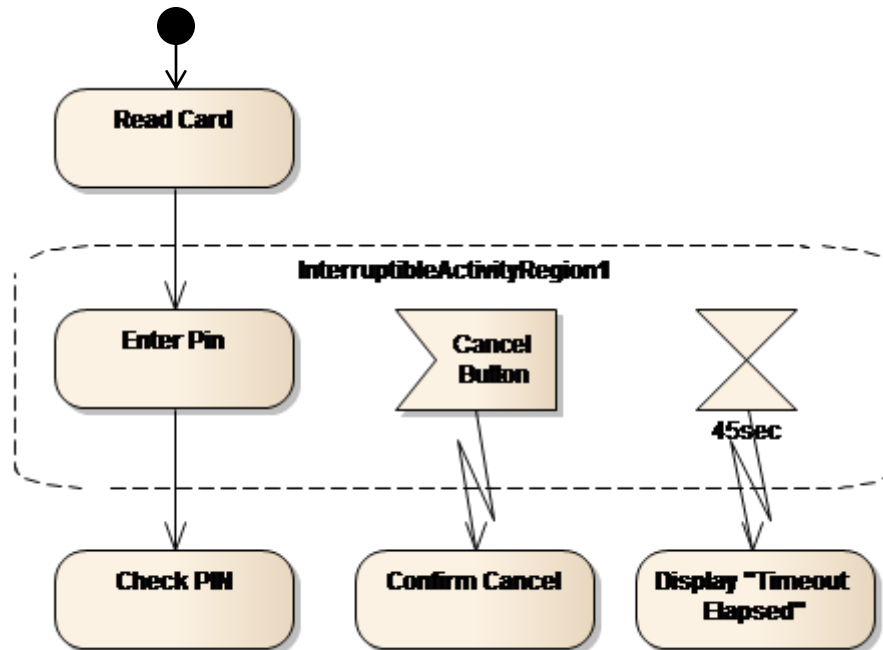 Read Card
InterruptibleActivityRegion1
Enter Pin
Cancel
Button
45sec
Check PIN
Confirm Cancel
Display "Timeout
Elapsed"